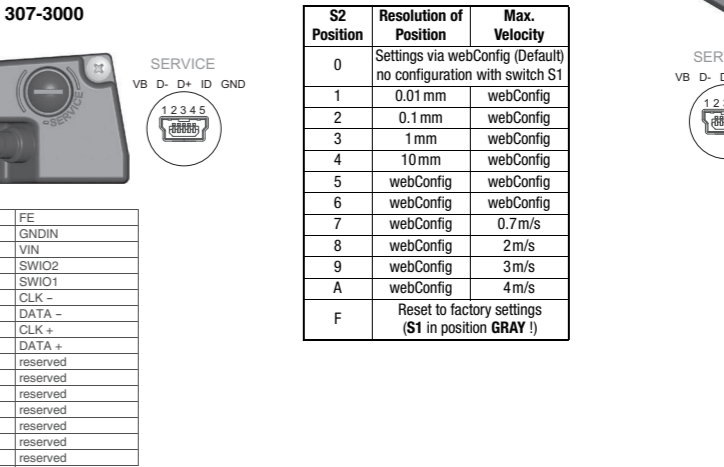 307-3000
SERVICE
VB D- D+ ID GND
1 2 3 4 5
SERVICE
FE
GNDIN
VIN
SWIO2
SWIO1
CLK –
DATA –
CLK +
DATA +
reserved
reserved
reserved
reserved
reserved
reserved
reserved
S2 Position Resolution of Position Max. Velocity
0 Settings via webConfig (Default)
no configuration with switch S1
1 0.01 mm webConfig
2 0.1 mm webConfig
3 1 mm webConfig
4 10 mm webConfig
5 webConfig webConfig
6 webConfig webConfig
7 webConfig 0.7 m/s
8 webConfig 2 m/s
9 webConfig 3 m/s
A webConfig 4 m/s
F Reset to factory settings
(S1 in position GRAY !)
SER
VB D-
1 2